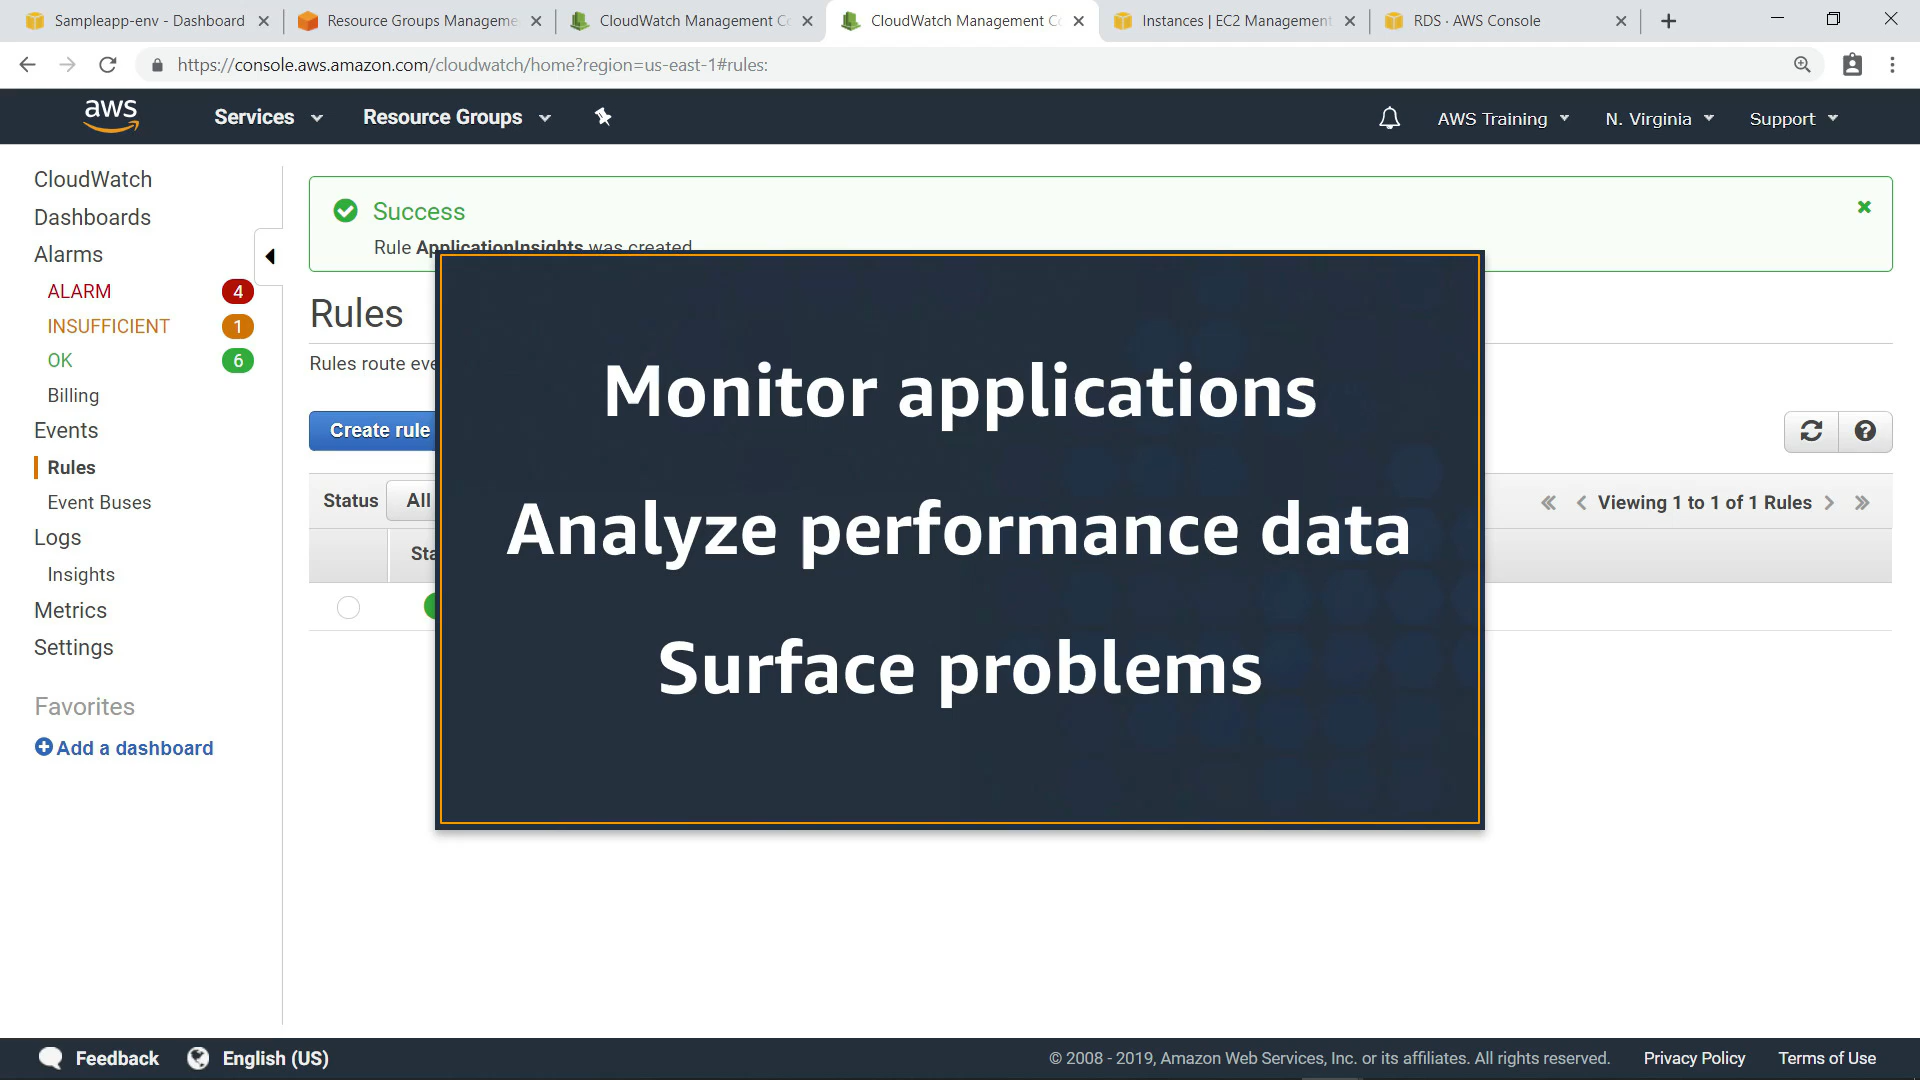 Sampleapp-env - Dashboard
Resource Groups Manageme
CloudWatch Management Co
CloudWatch Management Co
Instances | EC2 Management
RDS · AWS Console
https://console.aws.amazon.com/cloudwatch/home?region=us-east-1#rules:
aws
Services
Resource Groups
AWS Training
N. Virginia
Support
CloudWatch
Dashboards
Alarms
ALARM 4
INSUFFICIENT 1
OK 6
Billing
Events
Rules
Event Buses
Logs
Insights
Metrics
Settings
Favorites
Add a dashboard
Success
Rule ApplicationInsights was created
Rules
Rules route eve
Create rule
Status All
Viewing 1 to 1 of 1 Rules
Sta
Monitor applications
Analyze performance data
Surface problems
Feedback
English (US)
© 2008 - 2019, Amazon Web Services, Inc. or its affiliates. All rights reserved.
Privacy Policy
Terms of Use